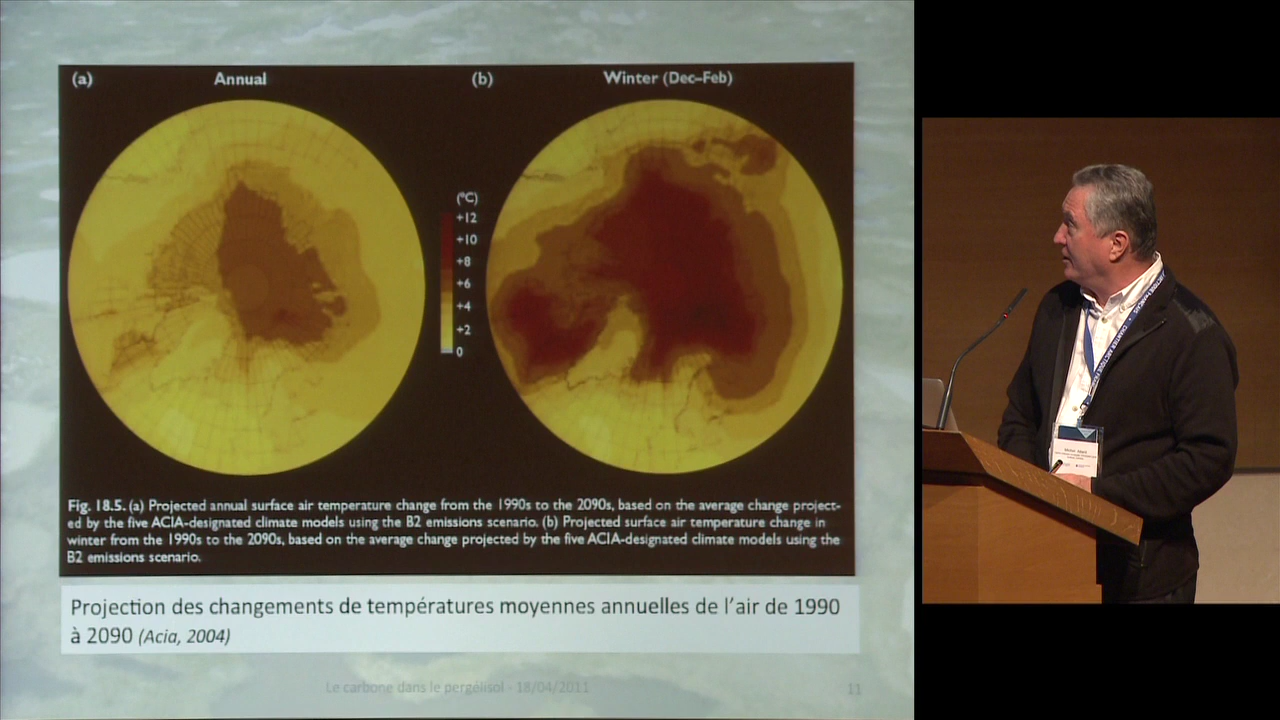 (a)
Annual
(b)
Winter (Dec–Feb)
(°C)
+12
+10
+8
+6
+4
+2
0
Fig. 18.5. (a) Projected annual surface air temperature change from the 1990s to the 2090s, based on the average change project-
ed by the five ACIA-designated climate models using the B2 emissions scenario. (b) Projected surface air temperature change in
winter from the 1990s to the 2090s, based on the average change projected by the five ACIA-designated climate models using the
B2 emissions scenario.
Projection des changements de températures moyennes annuelles de l'air de 1990
à 2090 (Acia, 2004)
Le carbone dans le pergélisol - 18/04/2011
11